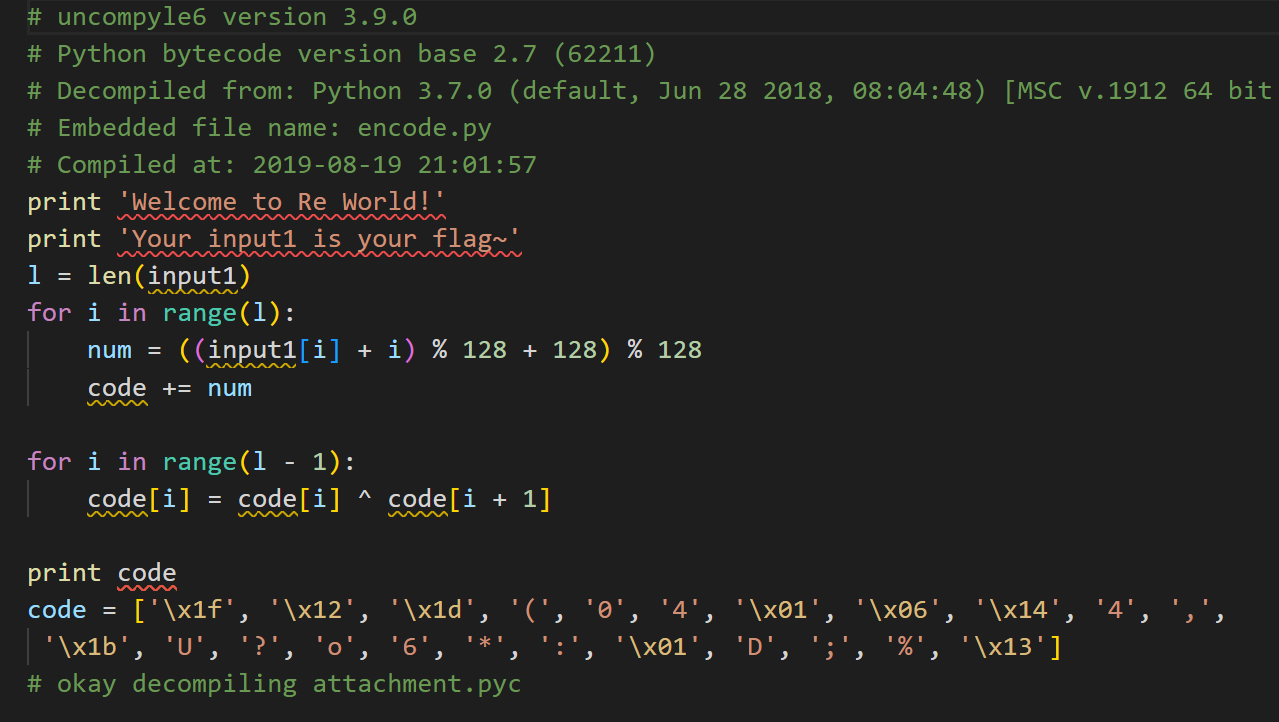 # uncompyle6 version 3.9.0
# Python bytecode version base 2.7 (62211)
# Decompiled from: Python 3.7.0 (default, Jun 28 2018, 08:04:48) [MSC v.1912 64 bit
# Embedded file name: encode.py
# Compiled at: 2019-08-19 21:01:57
print 'Welcome to Re World!'
print 'Your input1 is your flag~'
l = len(input1)
for i in range(l):
    num = ((input1[i] + i) % 128 + 128) % 128
    code += num

for i in range(l - 1):
    code[i] = code[i] ^ code[i + 1]

print code
code = ['\x1f', '\x12', '\x1d', '(', '0', '4', '\x01', '\x06', '\x14', '4', ',',
 '\x1b', 'U', '?', 'o', '6', '*', ':', '\x01', 'D', ';', '%', '\x13']
# okay decompiling attachment.pyc